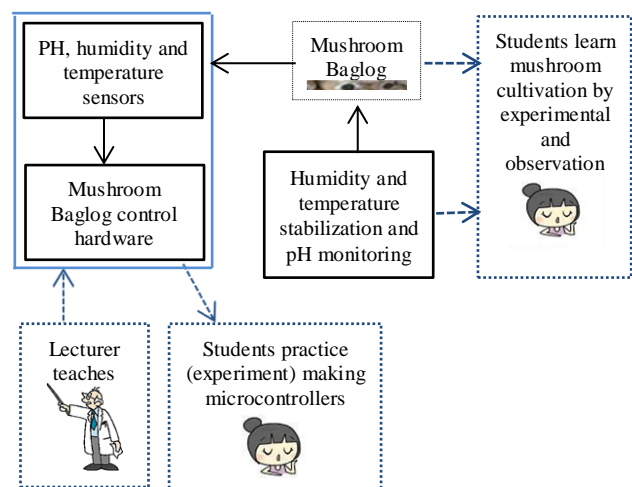 PH, humidity and
temperature
sensors
Mushroom
Baglog
Students learn
mushroom
cultivation by
experimental
and
observation
Mushroom
Baglog control
hardware
Humidity and
temperature
stabilization and
pH monitoring
Lecturer
teaches
Students practice
(experiment) making
microcontrollers